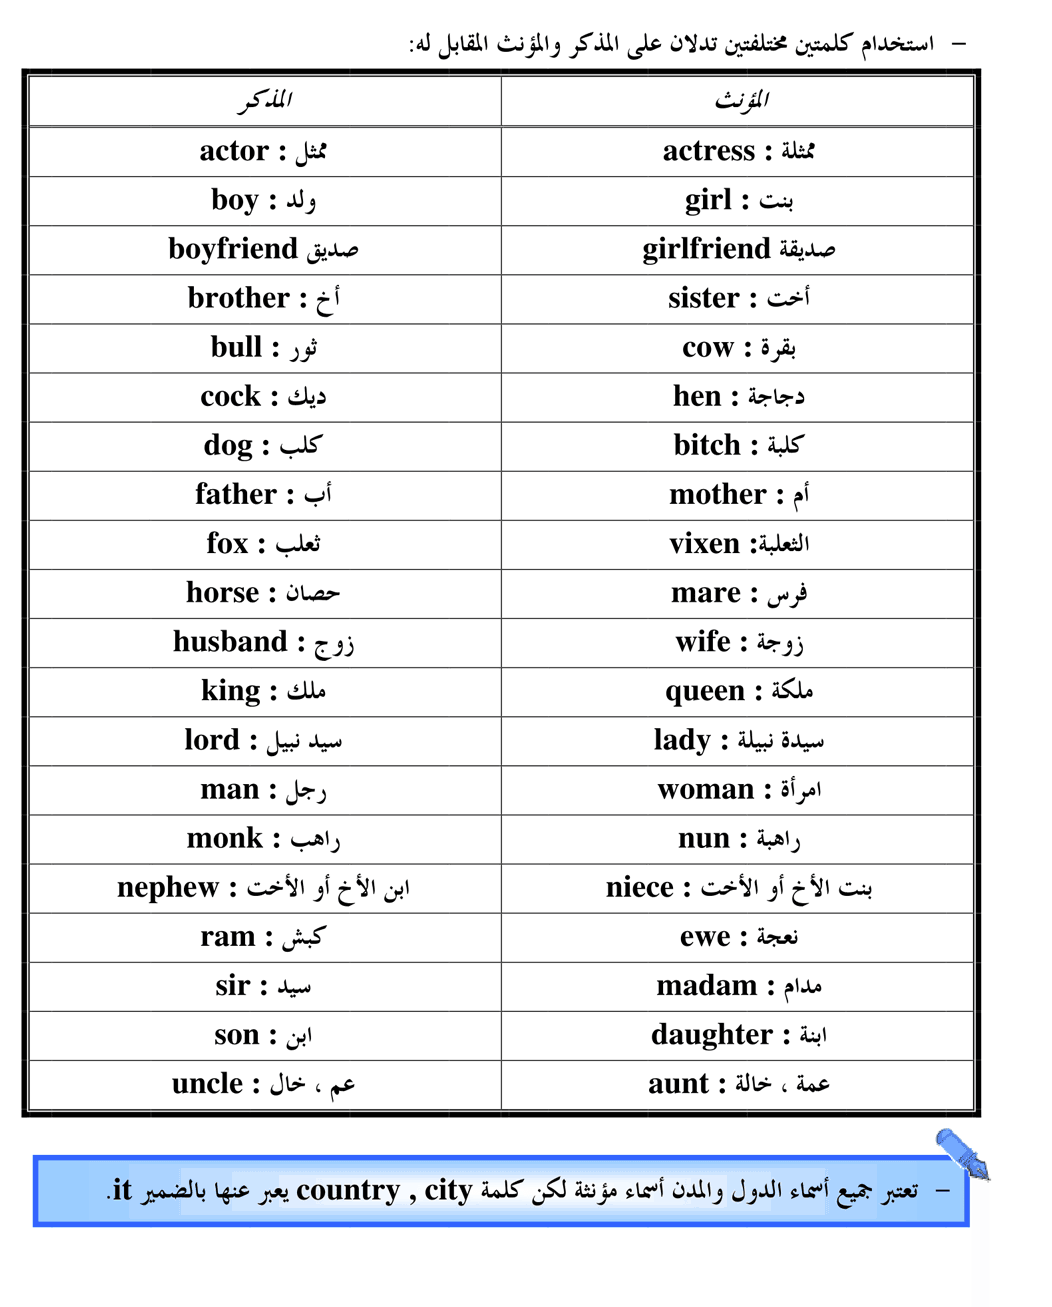 – استخدام كلمتين مختلفتين تدلان على المذكر والمؤنث المقابل له:
المؤنث المذكر
ممثلة : actress ممثل : actor
بنت : girl ولد : boy
صديقة girlfriend صديق boyfriend
أخت : sister أخ : brother
بقرة : cow ثور : bull
دجاجة : hen ديك : cock
كلبة : bitch كلب : dog
أم : mother أب : father
الثعلبة: vixen ثعلب : fox
فرس : mare حصان : horse
زوجة : wife زوج : husband
ملكة : queen ملك : king
سيدة نبيلة : lady سيد نبيل : lord
امرأة : woman رجل : man
راهبة : nun راهب : monk
بنت الأخ أو الأخت : niece ابن الأخ أو الأخت : nephew
نعجة : ewe كبش : ram
مدام : madam سيد : sir
ابنة : daughter ابن : son
عمة ، خالة : aunt عم ، خال : uncle
– تعتبر جميع أسماء الدول والمدن أسماء مؤنثة لكن كلمة country , city يعبر عنها بالضمير it.